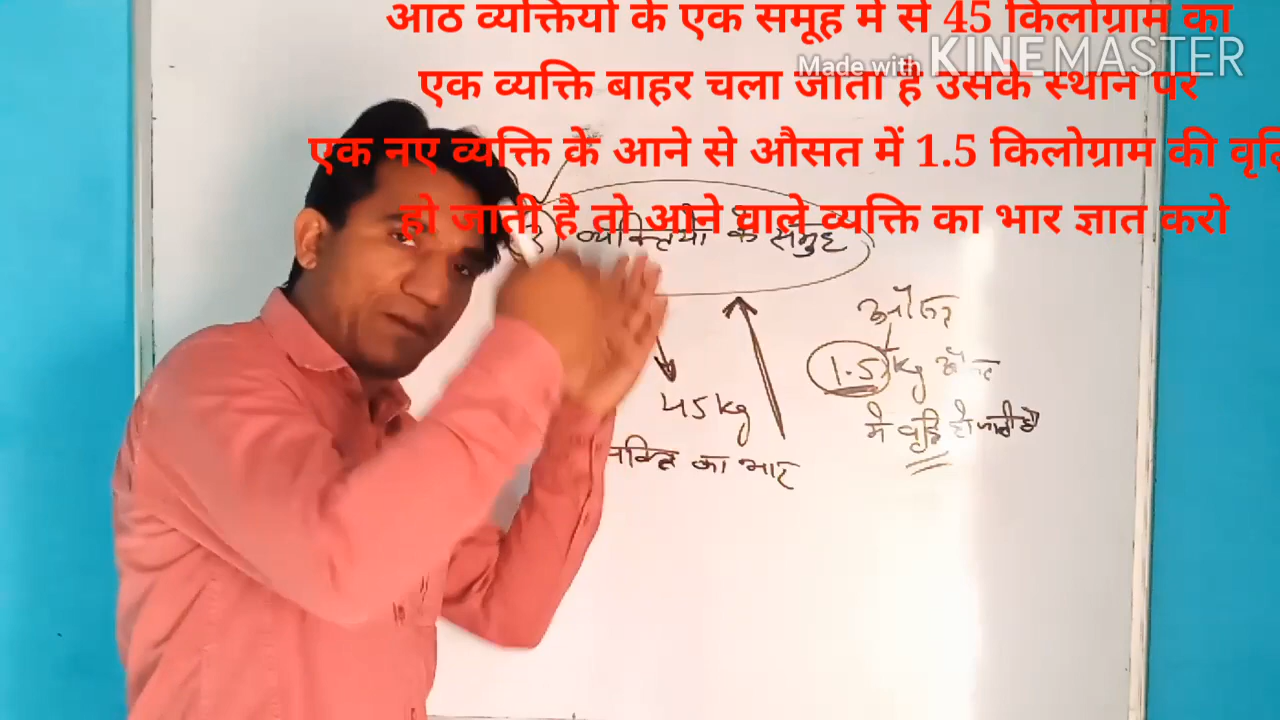 आठ व्यक्तियों के एक समूह में से 45 किलोग्राम का
Made with KINEMASTER
एक व्यक्ति बाहर चला जाता है उसके स्थान पर
एक नए व्यक्ति के आने से औसत में 1.5 किलोग्राम की
हो जाती है तो आने वाले व्यक्ति का भार ज्ञात करो
व्यक्तियों के समुह
औसत
1.5 kg औसत
मे वृद्धि हो जाती है
45 kg
का भार